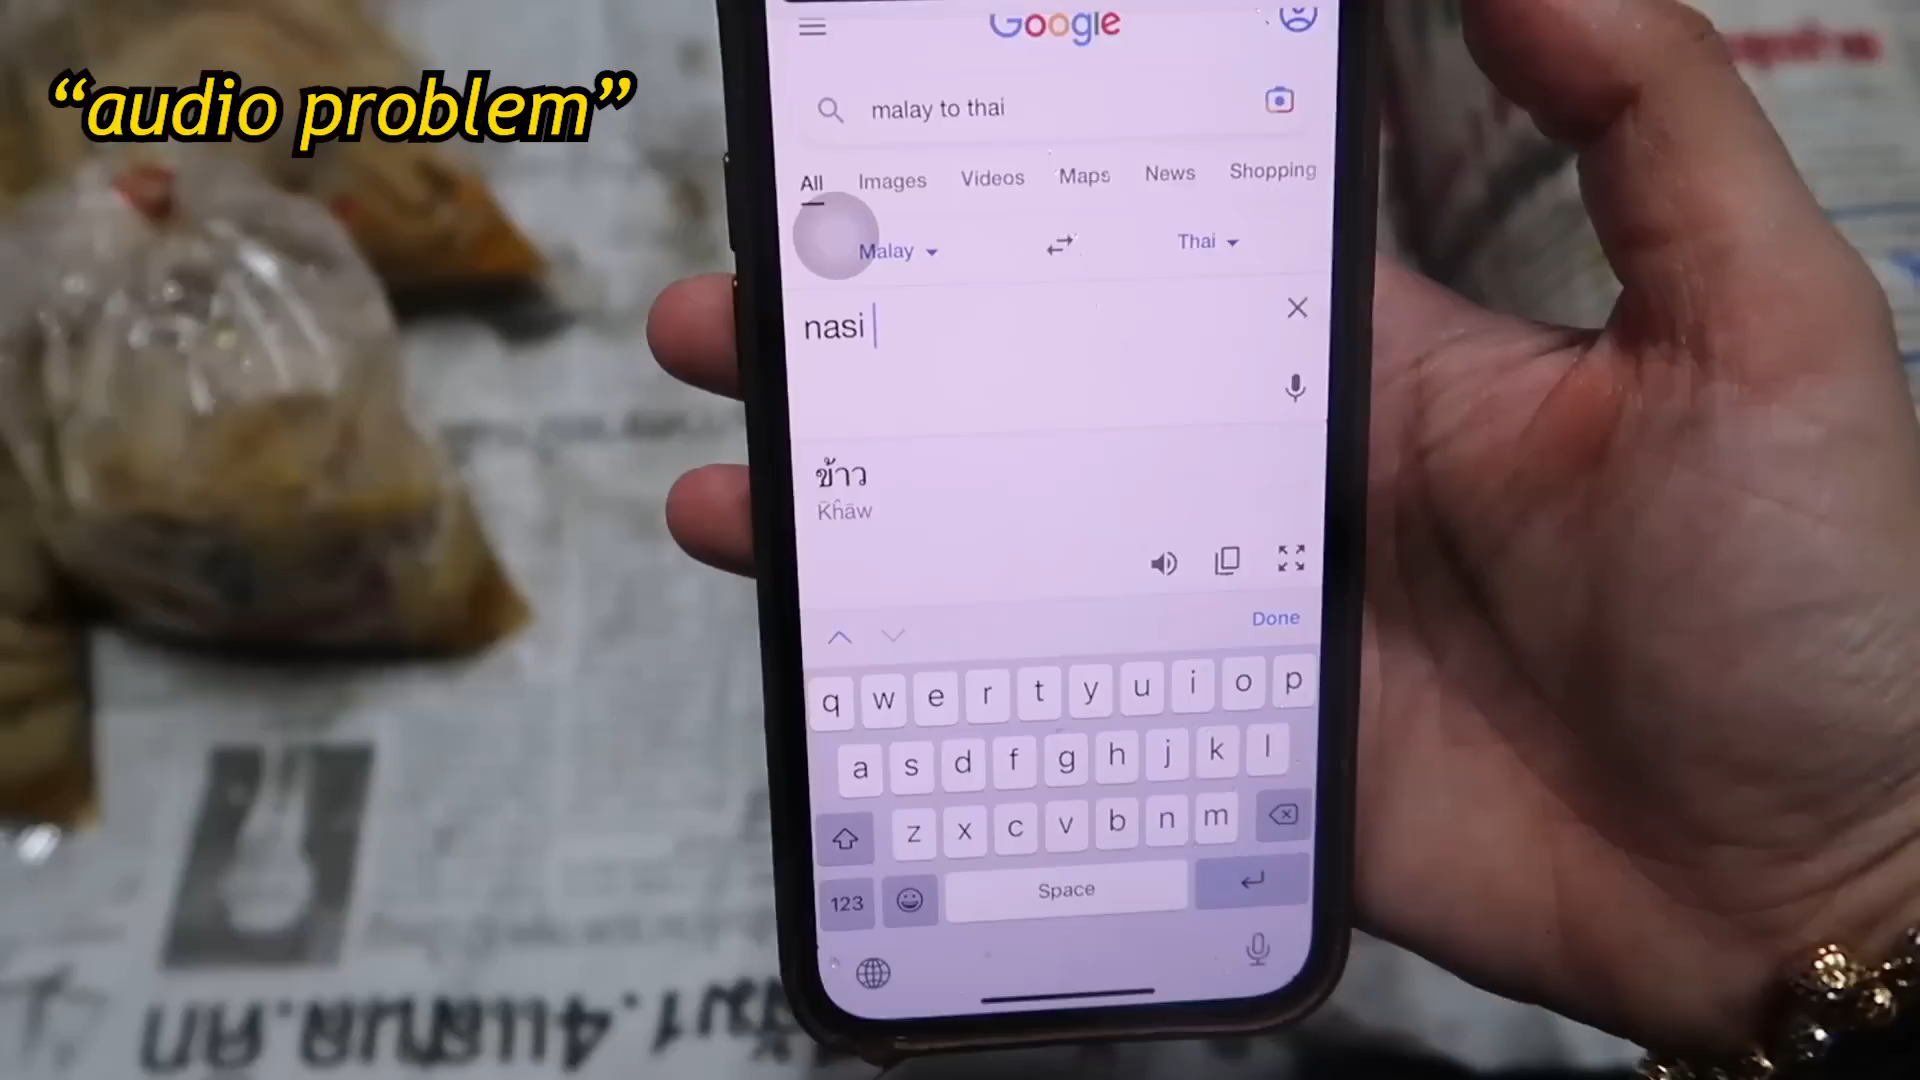 “audio problem”
Google
malay to thai
All Images Videos Maps News Shopping
Malay Thai
nasi
ข้าว
K̄ĥāw
Done
q w e r t y u i o p
a s d f g h j k l
z x c v b n m
123 Space